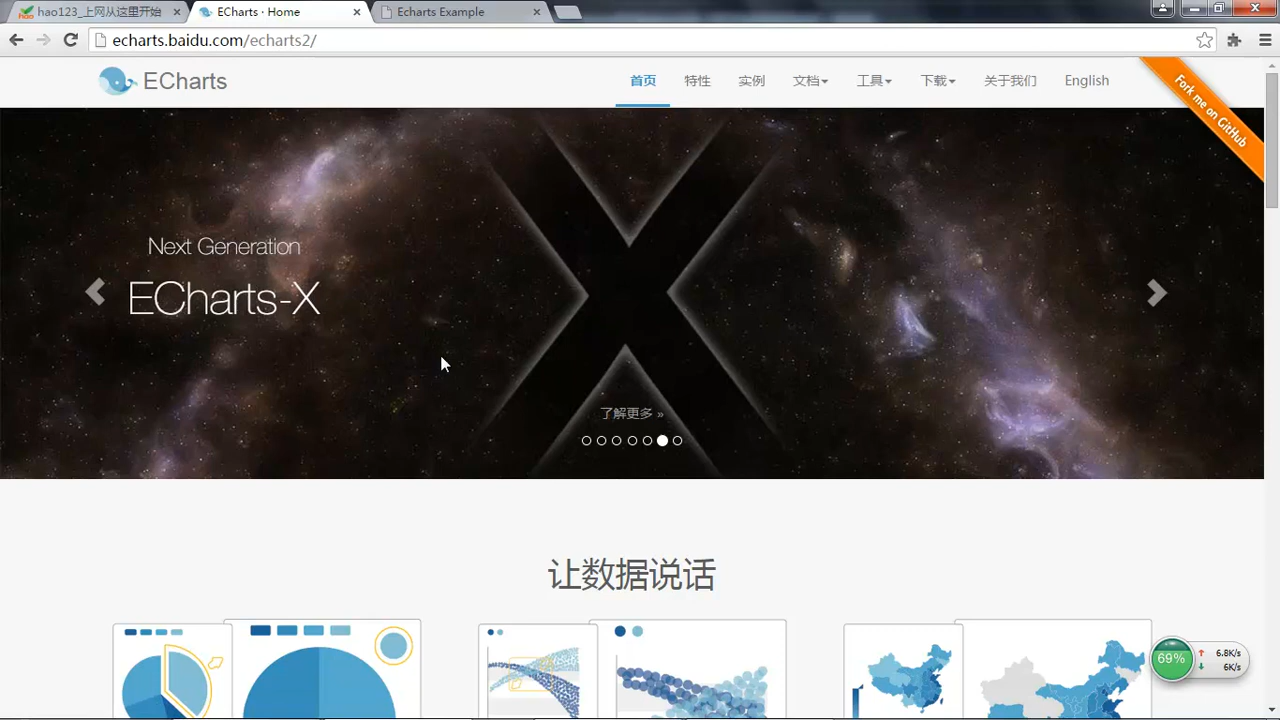 hao123_上网从这里开始
ECharts · Home
Echarts Example
echarts.baidu.com/echarts2/
ECharts
首页
特性
实例
文档
工具
下载
关于我们
English
Fork me on GitHub
Next Generation
ECharts-X
了解更多 »
让数据说话
69%
6.8K/s
6K/s